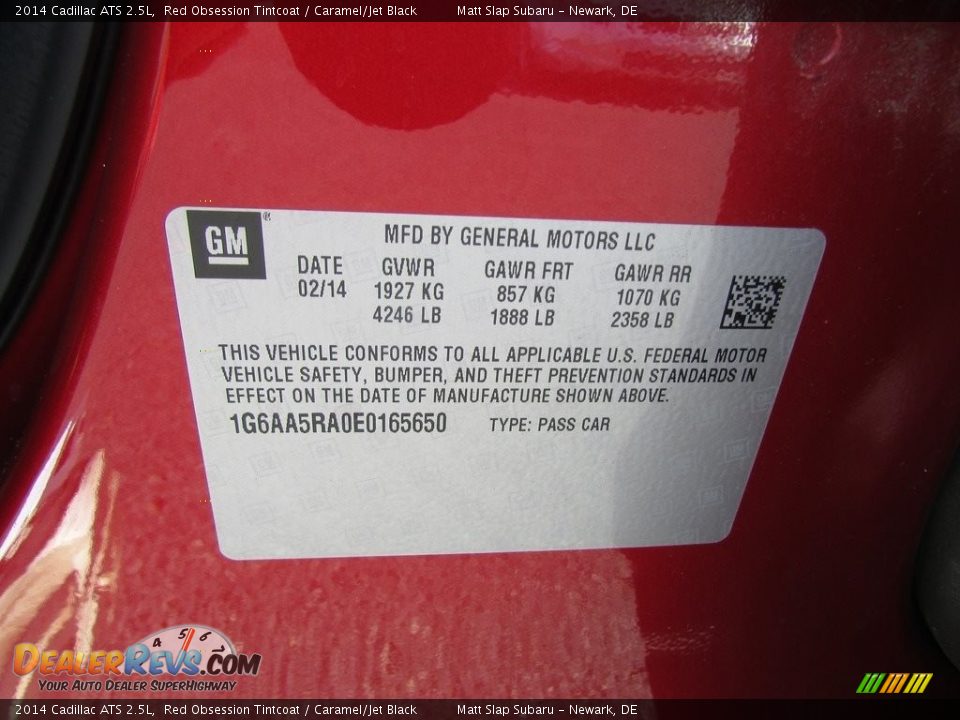 2014 Cadillac ATS 2.5L, Red Obsession Tintcoat / Caramel/Jet Black Matt Slap Subaru - Newark, DE
GM®
MFD BY GENERAL MOTORS LLC
DATE GVWR GAWR FRT GAWR RR
02/14 1927 KG 857 KG 1070 KG
4246 LB 1888 LB 2358 LB
THIS VEHICLE CONFORMS TO ALL APPLICABLE U.S. FEDERAL MOTOR
VEHICLE SAFETY, BUMPER, AND THEFT PREVENTION STANDARDS IN
EFFECT ON THE DATE OF MANUFACTURE SHOWN ABOVE.
1G6AA5RA0E0165650 TYPE: PASS CAR
4 5 6
DealerRevs.com
Your Auto Dealer SuperHighway
2014 Cadillac ATS 2.5L, Red Obsession Tintcoat / Caramel/Jet Black Matt Slap Subaru - Newark, DE